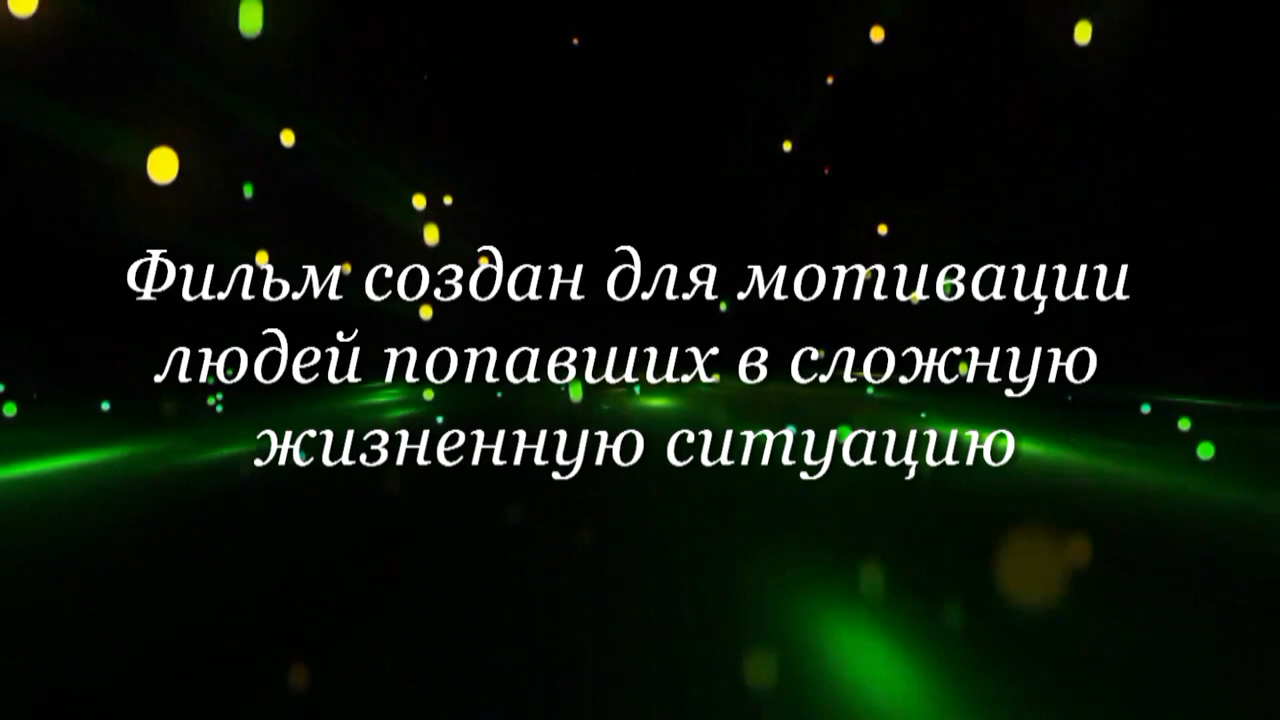 Фильм создан для мотивации
людей попавших в сложную
жизненную ситуацию